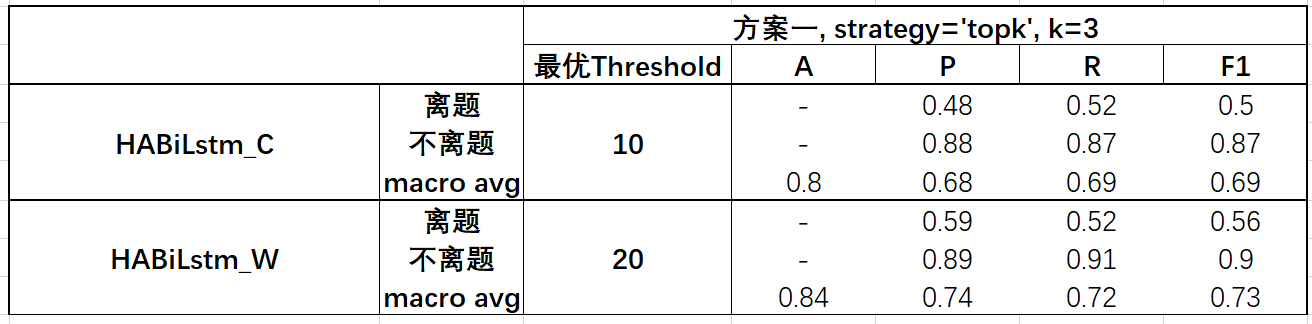 方案一, strategy='topk', k=3
最优Threshold A P R F1
离题 - 0.48 0.52 0.5
HABiLstm_C 不离题 10 - 0.88 0.87 0.87
macro avg 0.8 0.68 0.69 0.69
离题 - 0.59 0.52 0.56
HABiLstm_W 不离题 20 - 0.89 0.91 0.9
macro avg 0.84 0.74 0.72 0.73